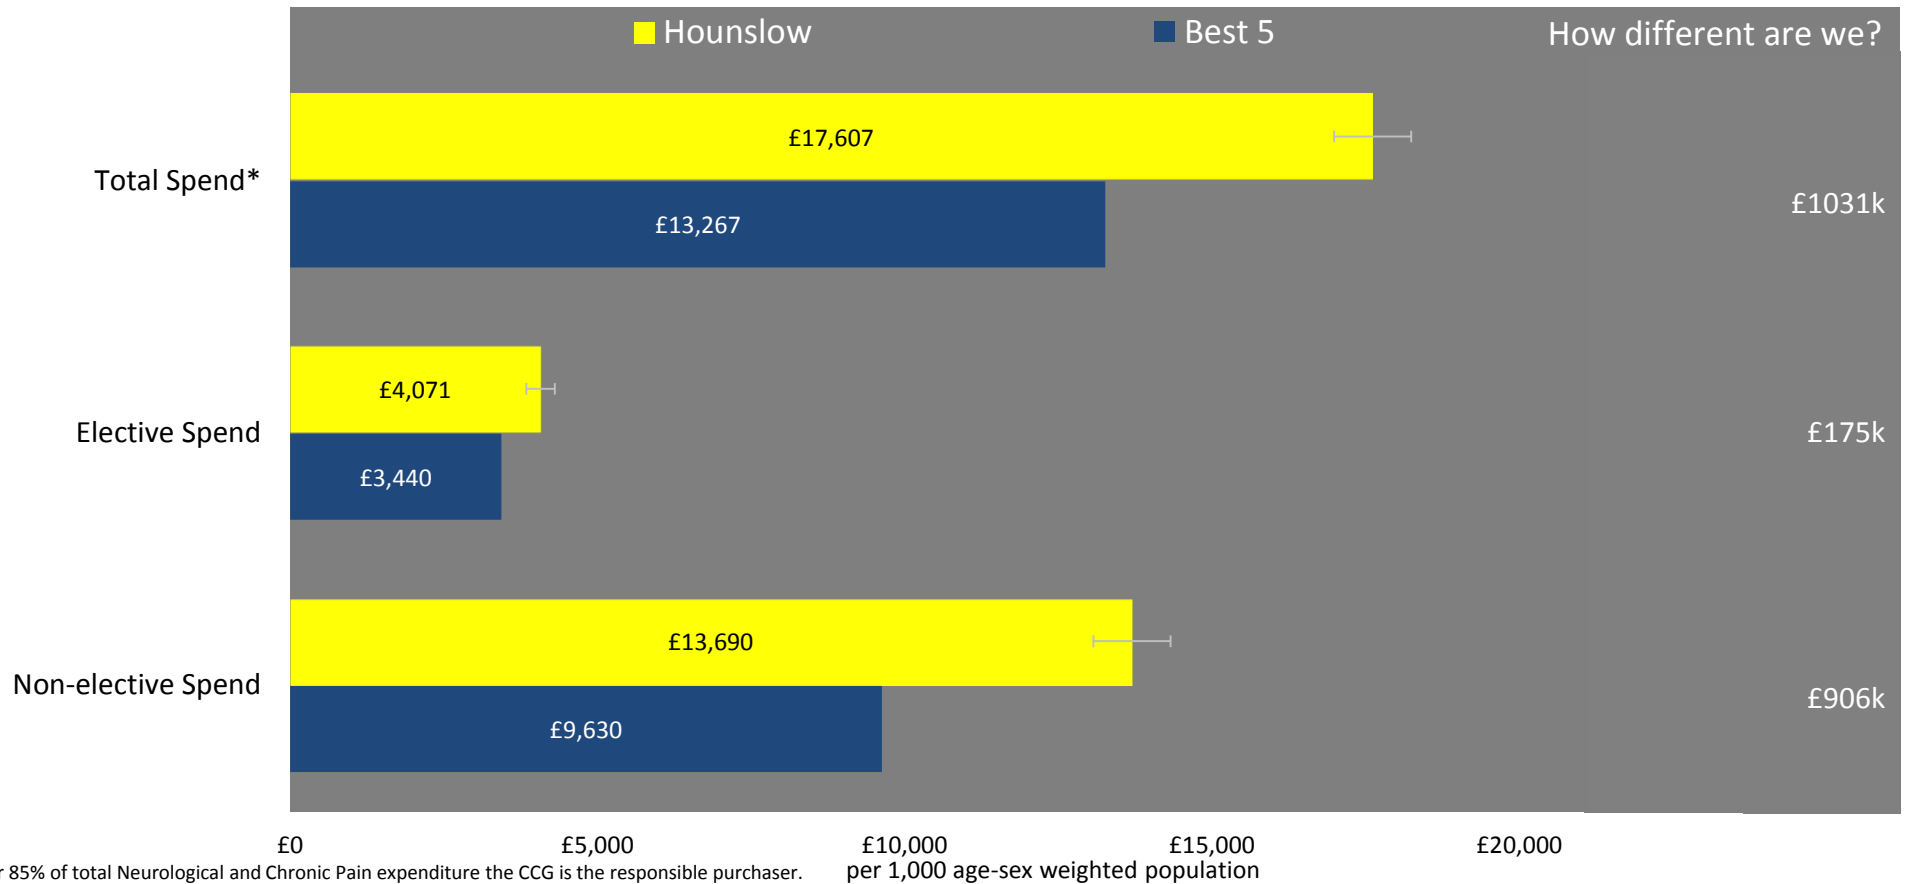 Hounslow Best 5 How different are we?
£17,607
Total Spend*
£13,267
£1031k
£4,071
Elective Spend
£175k
£3,440
£13,690
Non-elective Spend
£906k
£9,630
£0 £5,000 £10,000 £15,000 £20,000
85% of total Neurological and Chronic Pain expenditure the CCG is the responsible purchaser. per 1,000 age-sex weighted population